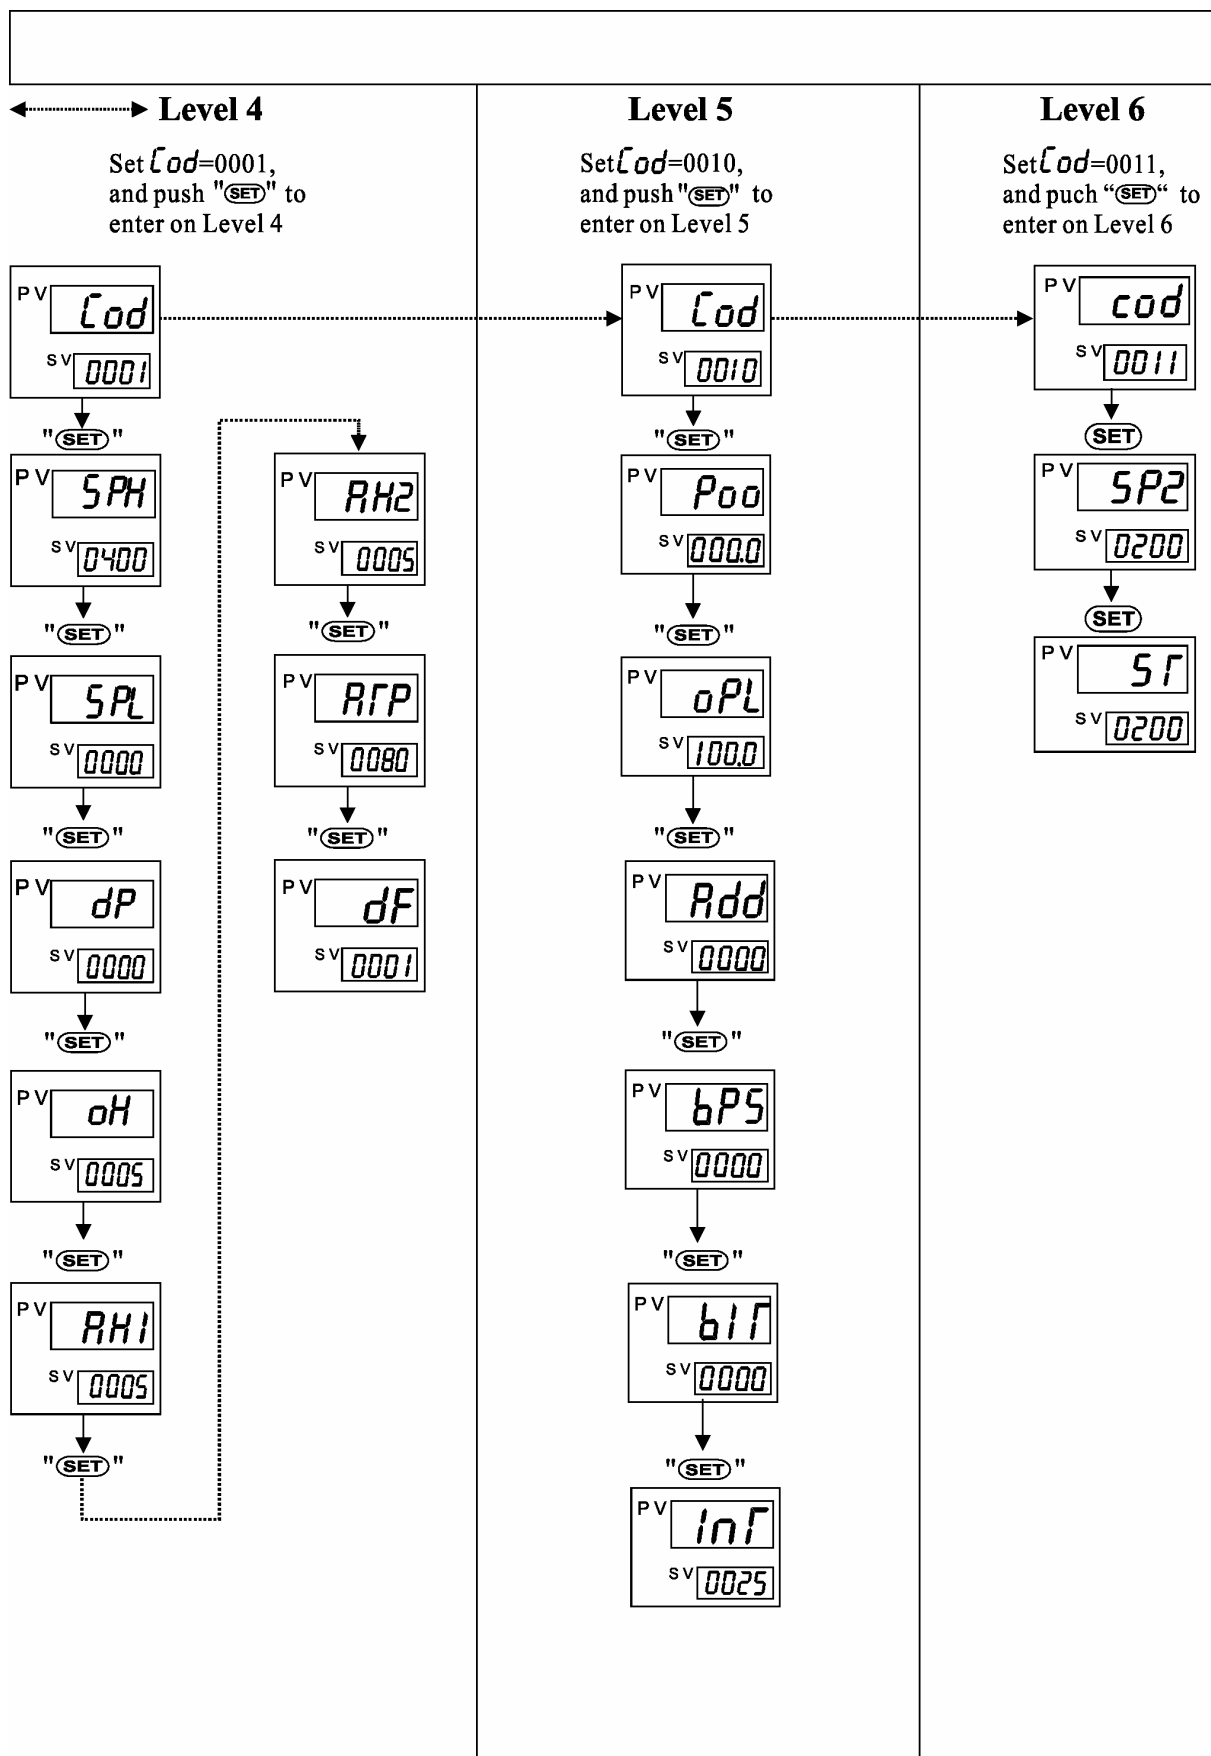 Level 4
Set Cod=0001,
and push "SET" to
enter on Level 4
PV Cod
SV 0001
"SET"
PV SPH
SV 0400
"SET"
PV SPL
SV 0000
"SET"
PV dP
SV 0000
"SET"
PV oH
SV 0005
"SET"
PV AH1
SV 0005
"SET"
PV AH2
SV 0005
"SET"
PV ATP
SV 0080
"SET"
PV dF
SV 0001
Level 5
Set Cod=0010,
and push "SET" to
enter on Level 5
PV Cod
SV 0010
"SET"
PV Poo
SV 000.0
"SET"
PV oPL
SV 100.0
"SET"
PV Add
SV 0000
"SET"
PV bPS
SV 0000
"SET"
PV bIT
SV 0000
"SET"
PV InT
SV 0025
Level 6
Set Cod=0011,
and puch “SET“ to
enter on Level 6
PV cod
SV 0011
SET
PV SP2
SV 0200
SET
PV ST
SV 0200